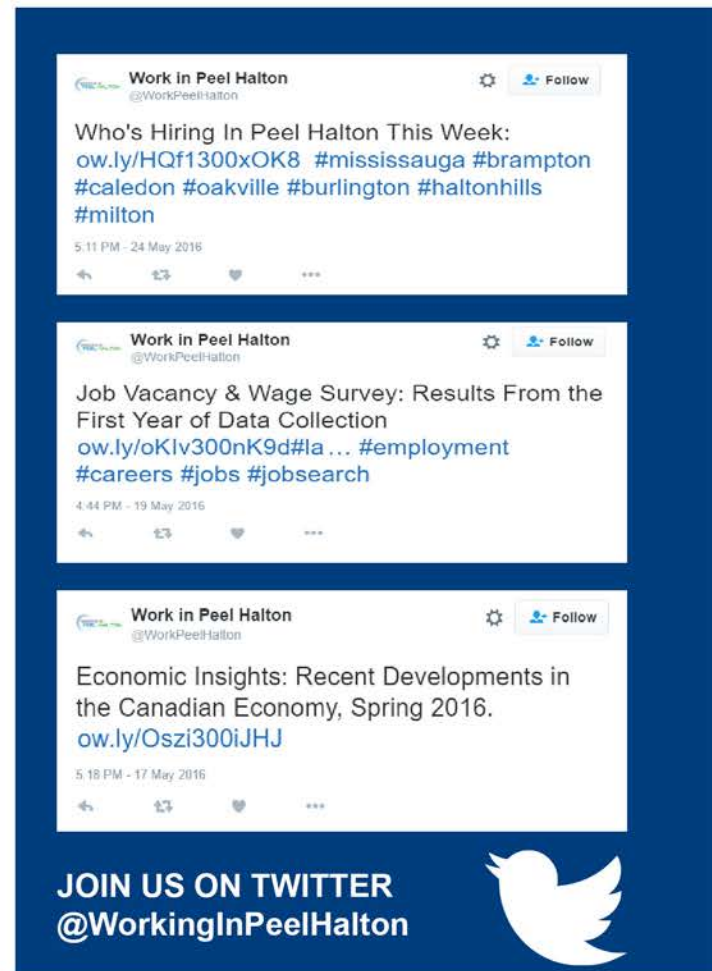 Work in Peel Halton
@WorkPeelHalton
Follow
Who's Hiring In Peel Halton This Week:
ow.ly/HQf1300xOK8 #mississauga #brampton
#caledon #oakville #burlington #haltonhills
#milton
5:11 PM - 24 May 2016
Work in Peel Halton
@WorkPeelHalton
Follow
Job Vacancy & Wage Survey: Results From the
First Year of Data Collection
ow.ly/oKIv300nK9d#la... #employment
#careers #jobs #jobsearch
4:44 PM - 19 May 2016
Work in Peel Halton
@WorkPeelHalton
Follow
Economic Insights: Recent Developments in
the Canadian Economy, Spring 2016.
ow.ly/Oszi300iJHJ
5:18 PM - 17 May 2016
JOIN US ON TWITTER
@WorkingInPeelHalton